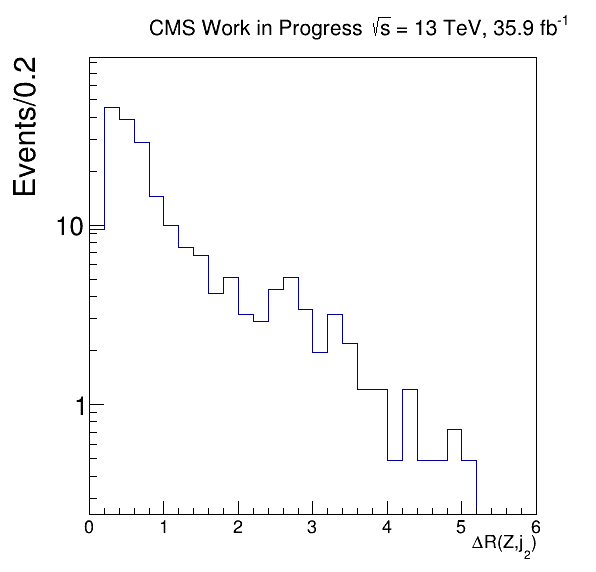 CMS Work in Progress √s = 13 TeV, 35.9 fb⁻¹
Events/0.2
10
1
0 1 2 3 4 5 6
ΔR(Z,j₂)